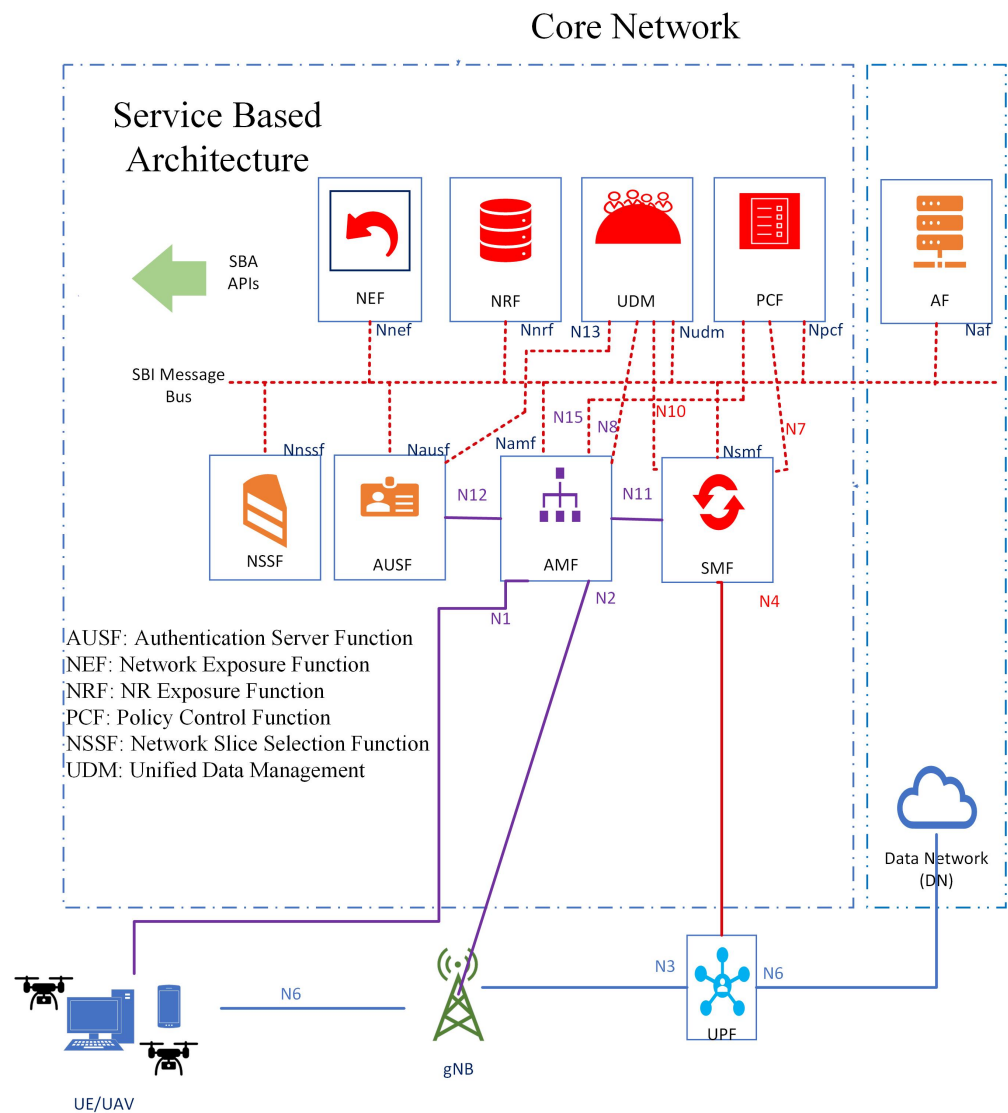 Core Network
Service Based
Architecture
SBA
APIs
NEF
NRF
UDM
PCF
AF
Nnef
Nnrf
N13
Nudm
Npcf
Naf
SBI Message
Bus
N15
N8
N10
N7
Nnssf
Nausf
Namf
Nsmf
N12
N11
NSSF
AUSF
AMF
SMF
N1
N2
N4
AUSF: Authentication Server Function
NEF: Network Exposure Function
NRF: NR Exposure Function
PCF: Policy Control Function
NSSF: Network Slice Selection Function
UDM: Unified Data Management
Data Network
(DN)
N3
N6
N6
UPF
gNB
UE/UAV